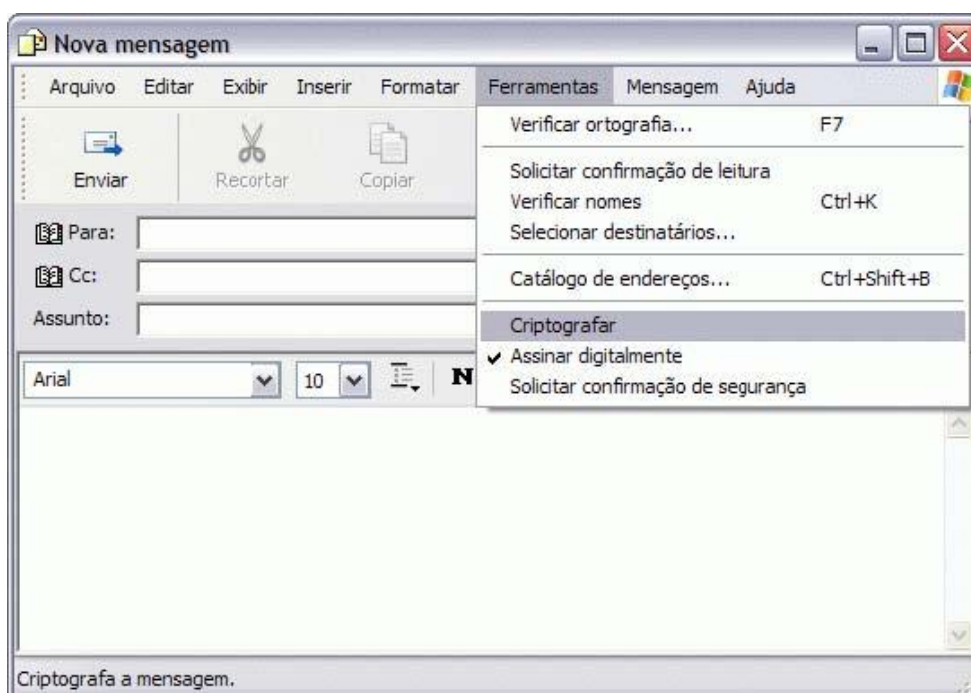 Nova mensagem
Arquivo Editar Exibir Inserir Formatar Ferramentas Mensagem Ajuda
Enviar Recortar Copiar
Verificar ortografia... F7
Solicitar confirmação de leitura
Verificar nomes Ctrl+K
Selecionar destinatários...
Catálogo de endereços... Ctrl+Shift+B
Criptografar
Assinar digitalmente
Solicitar confirmação de segurança
Para:
Cc:
Assunto:
Arial 10 N
Criptografa a mensagem.